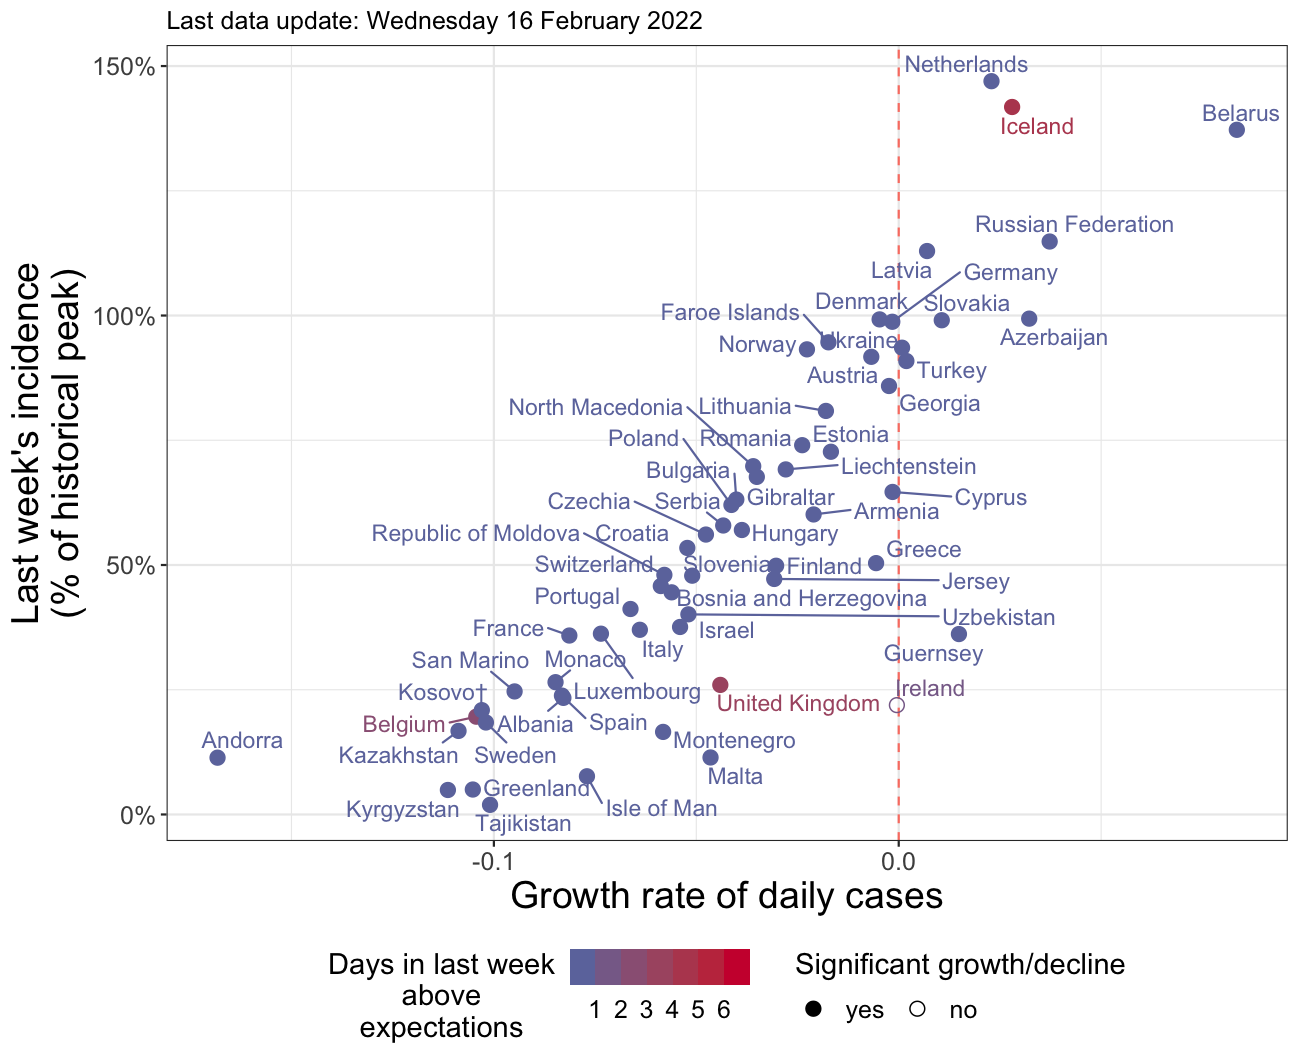 Last data update: Wednesday 16 February 2022
150%
100%
50%
0%
Last week's incidence
(% of historical peak)
Netherlands
Iceland
Belarus
Russian Federation
Latvia
Germany
Denmark
Slovakia
Faroe Islands
Azerbaijan
Norway
Ukraine
Austria
Turkey
Georgia
North Macedonia
Lithuania
Poland
Romania
Estonia
Bulgaria
Liechtenstein
Czechia
Serbia
Gibraltar
Cyprus
Armenia
Republic of Moldova
Croatia
Hungary
Greece
Switzerland
Slovenia
Finland
Jersey
Portugal
Bosnia and Herzegovina
Uzbekistan
France
Israel
Italy
Guernsey
San Marino
Monaco
Kosovo†
Luxembourg
Ireland
United Kingdom
Belgium
Albania
Spain
Andorra
Kazakhstan
Sweden
Montenegro
Malta
Greenland
Kyrgyzstan
Isle of Man
Tajikistan
-0.1
0.0
Growth rate of daily cases
Days in last week
above
expectations
1 2 3 4 5 6
Significant growth/decline
yes
no